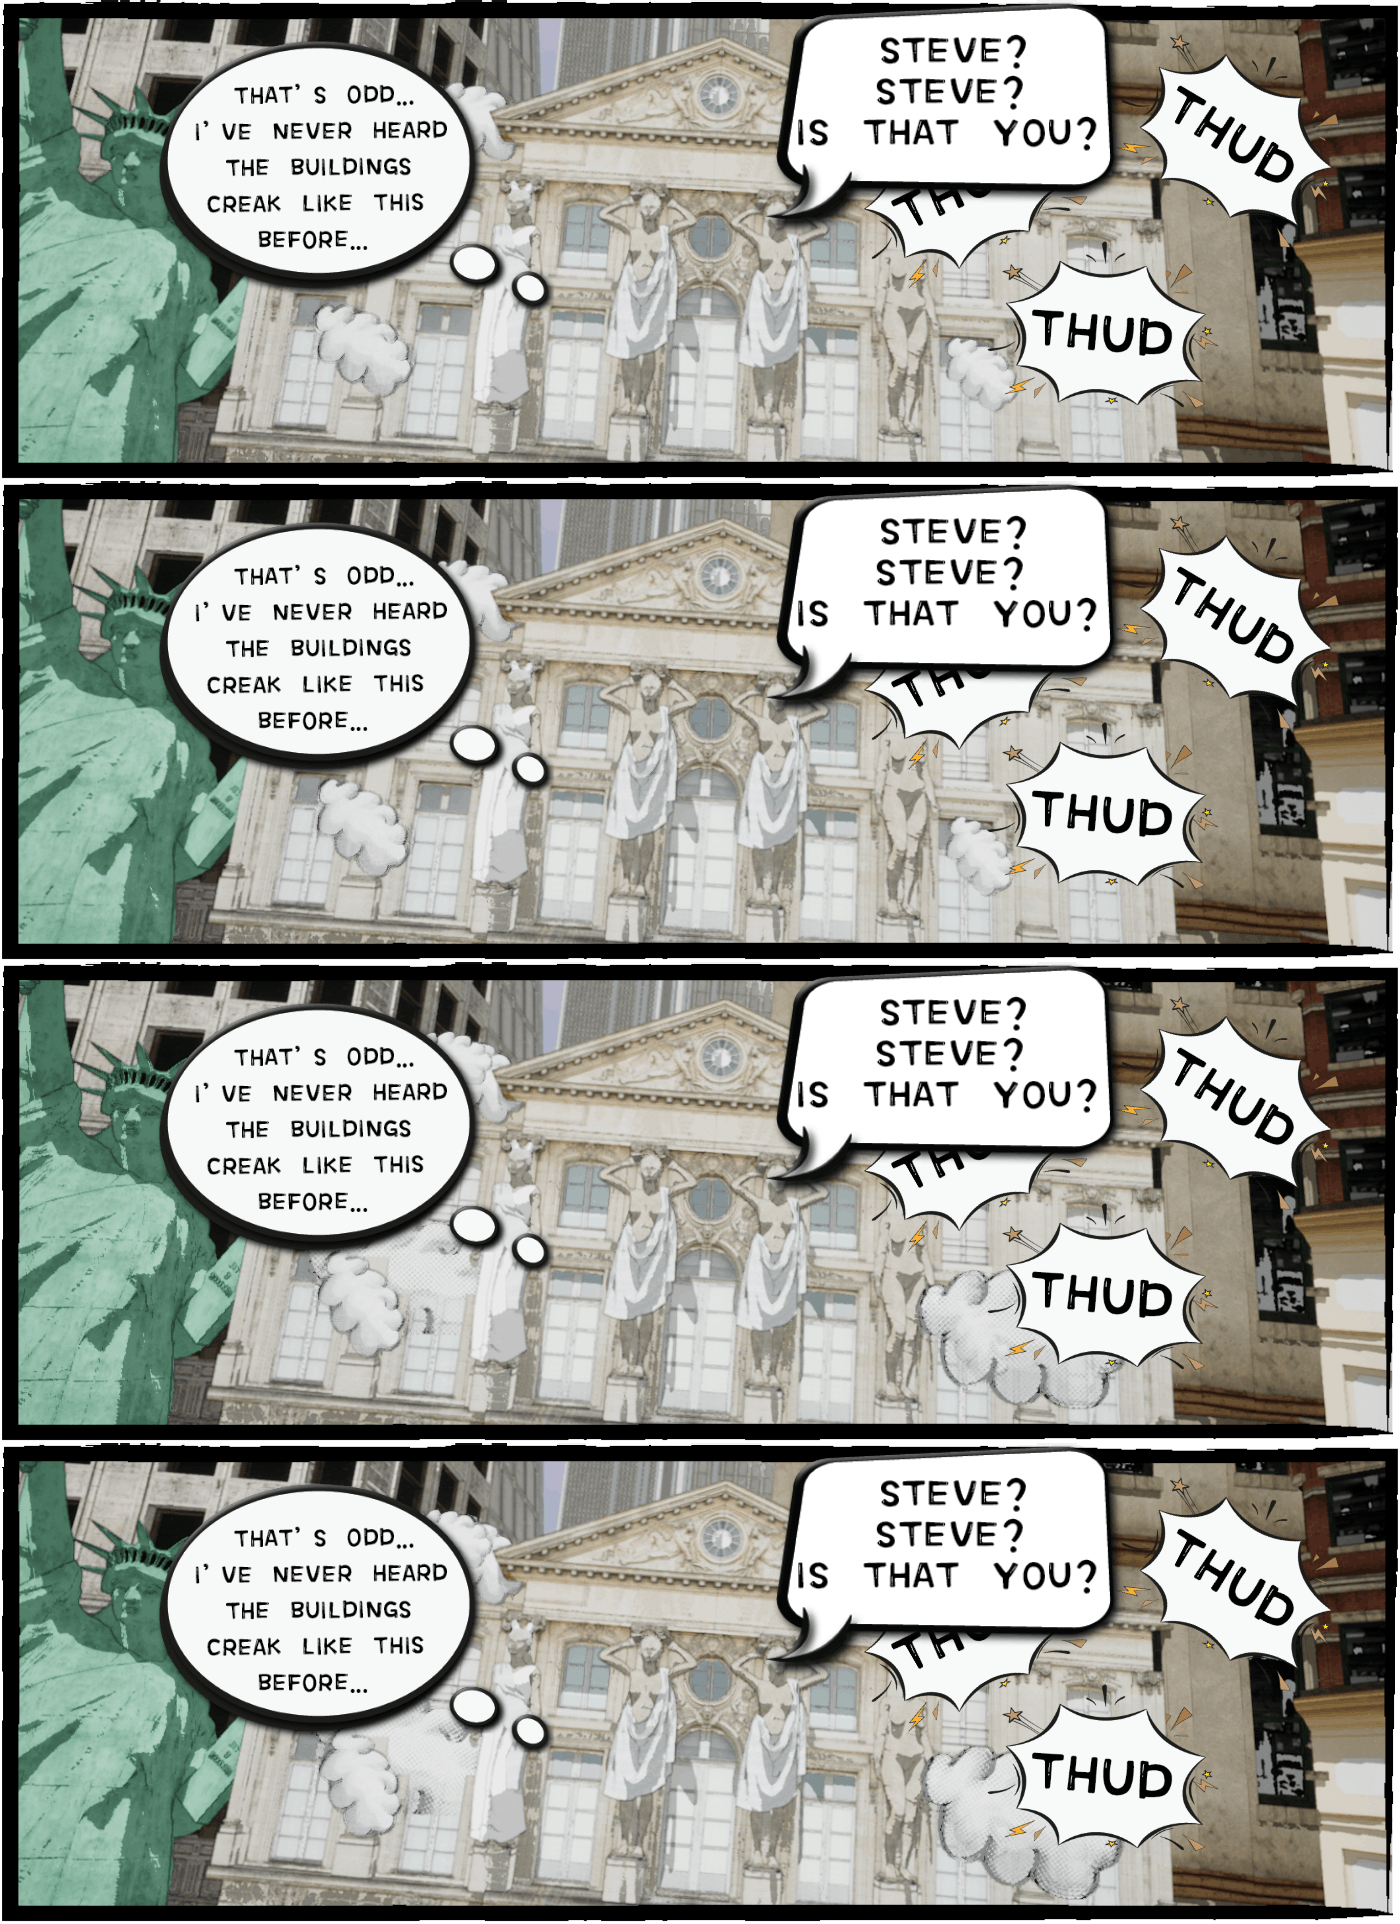 THAT'S ODD...
I'VE NEVER HEARD
THE BUILDINGS
CREAK LIKE THIS
BEFORE...
STEVE?
STEVE?
IS THAT YOU?
THUD
THUD
THAT'S ODD...
I'VE NEVER HEARD
THE BUILDINGS
CREAK LIKE THIS
BEFORE...
STEVE?
STEVE?
IS THAT YOU?
THUD
THUD
THAT'S ODD...
I'VE NEVER HEARD
THE BUILDINGS
CREAK LIKE THIS
BEFORE...
STEVE?
STEVE?
IS THAT YOU?
THUD
THUD
THAT'S ODD...
I'VE NEVER HEARD
THE BUILDINGS
CREAK LIKE THIS
BEFORE...
STEVE?
STEVE?
IS THAT YOU?
THUD
THUD